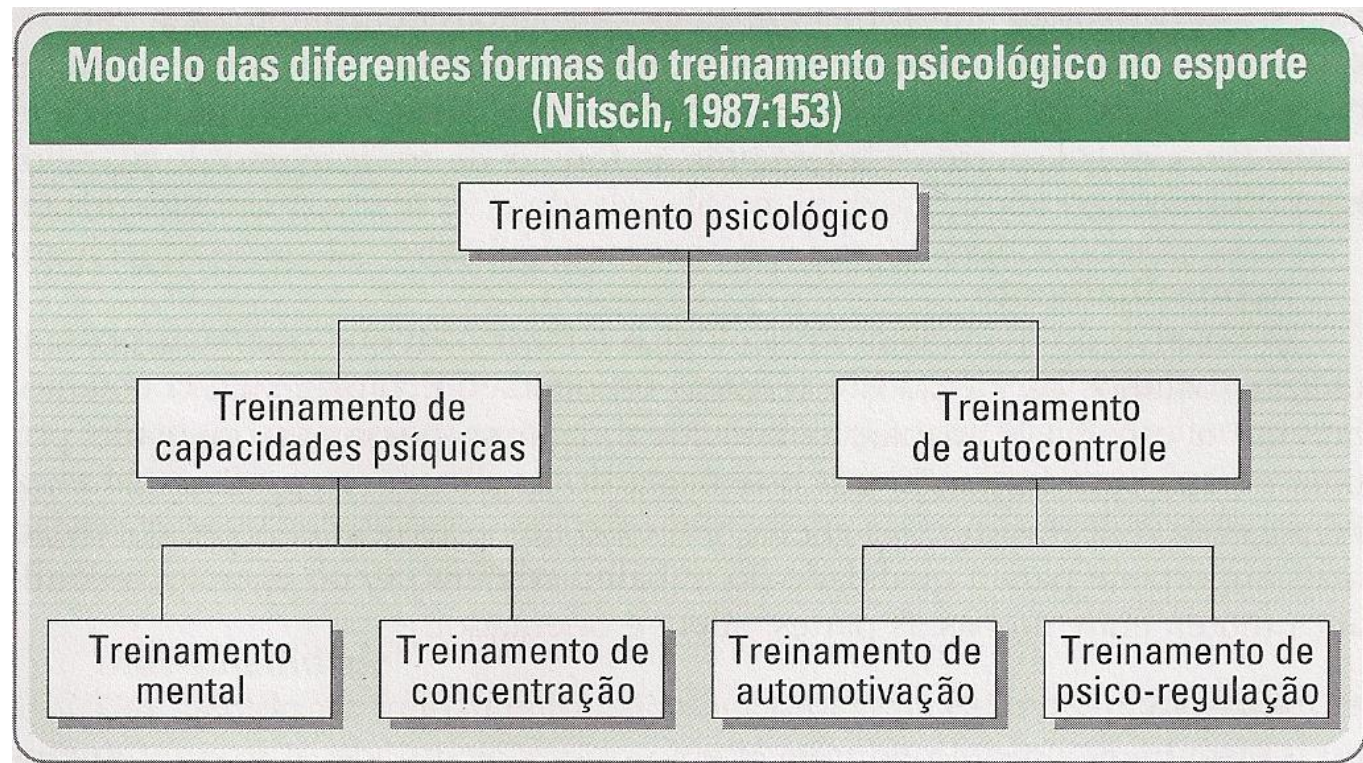 Modelo das diferentes formas do treinamento psicológico no esporte
(Nitsch, 1987:153)
Treinamento psicológico
Treinamento de
capacidades psíquicas
Treinamento
de autocontrole
Treinamento
mental
Treinamento de
concentração
Treinamento de
automotivação
Treinamento de
psico-regulação